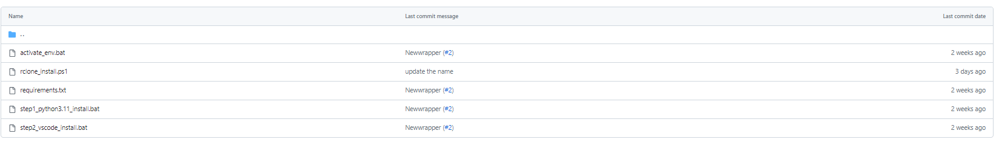 Name Last commit message Last commit date
..
activate_env.bat Newwrapper (#2) 2 weeks ago
rclone_install.ps1 update the name 3 days ago
requirements.txt Newwrapper (#2) 2 weeks ago
step1_python3.11_install.bat Newwrapper (#2) 2 weeks ago
step2_vscode_install.bat Newwrapper (#2) 2 weeks ago